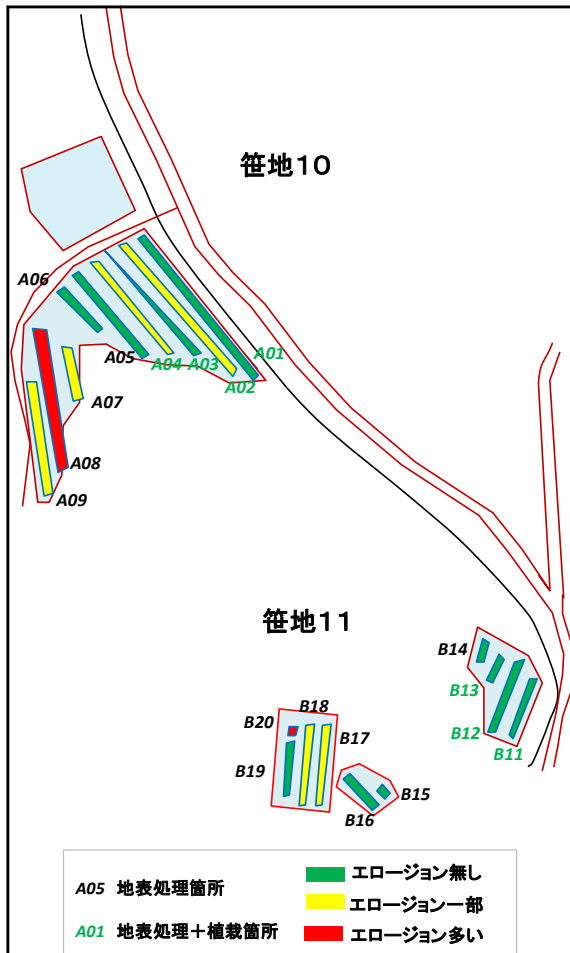 笹地10
A06
A05
A04
A03
A01
A02
A07
A08
A09
笹地11
B14
B13
B12
B11
B18
B20
B17
B19
B15
B16
A05 地表処理箇所
A01 地表処理＋植栽箇所
エロージョン無し
エロージョン一部
エロージョン多い